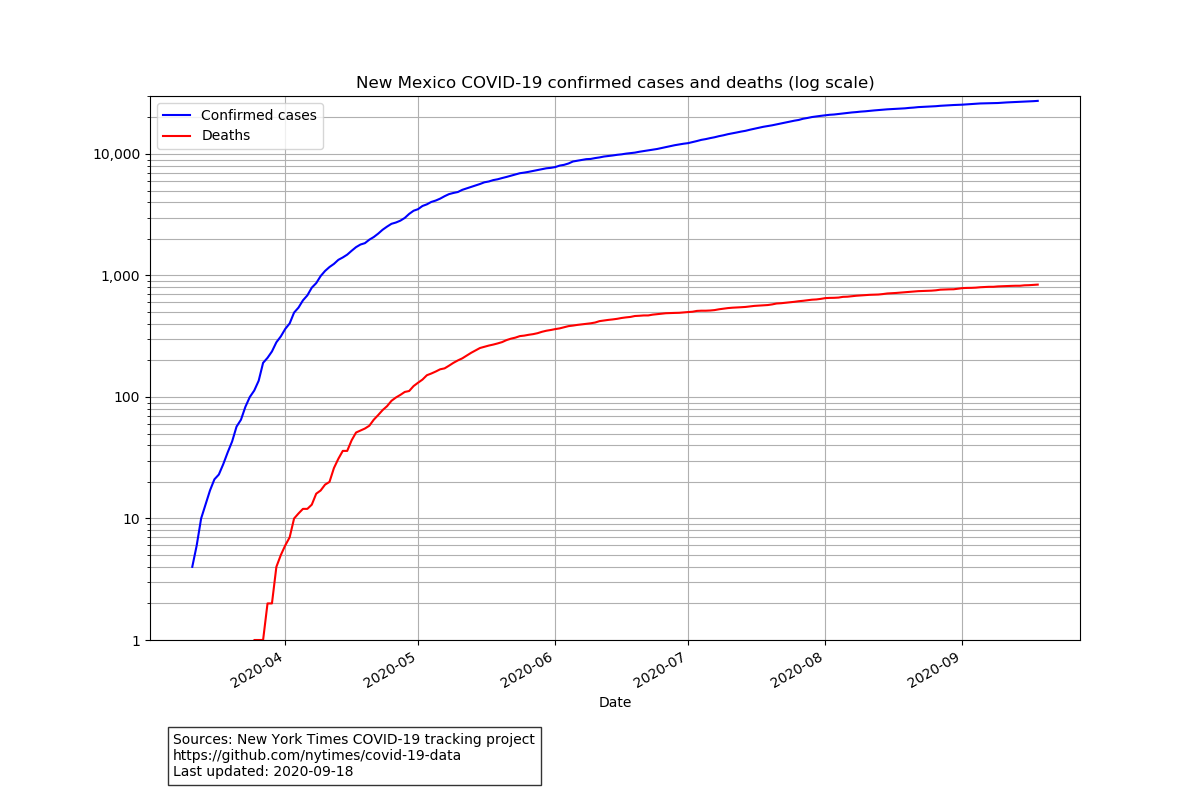 New Mexico COVID-19 confirmed cases and deaths (log scale)
Confirmed cases
Deaths
10,000
1,000
100
10
1
2020-04
2020-05
2020-06
2020-07
2020-08
2020-09
Date
Sources: New York Times COVID-19 tracking project
https://github.com/nytimes/covid-19-data
Last updated: 2020-09-18